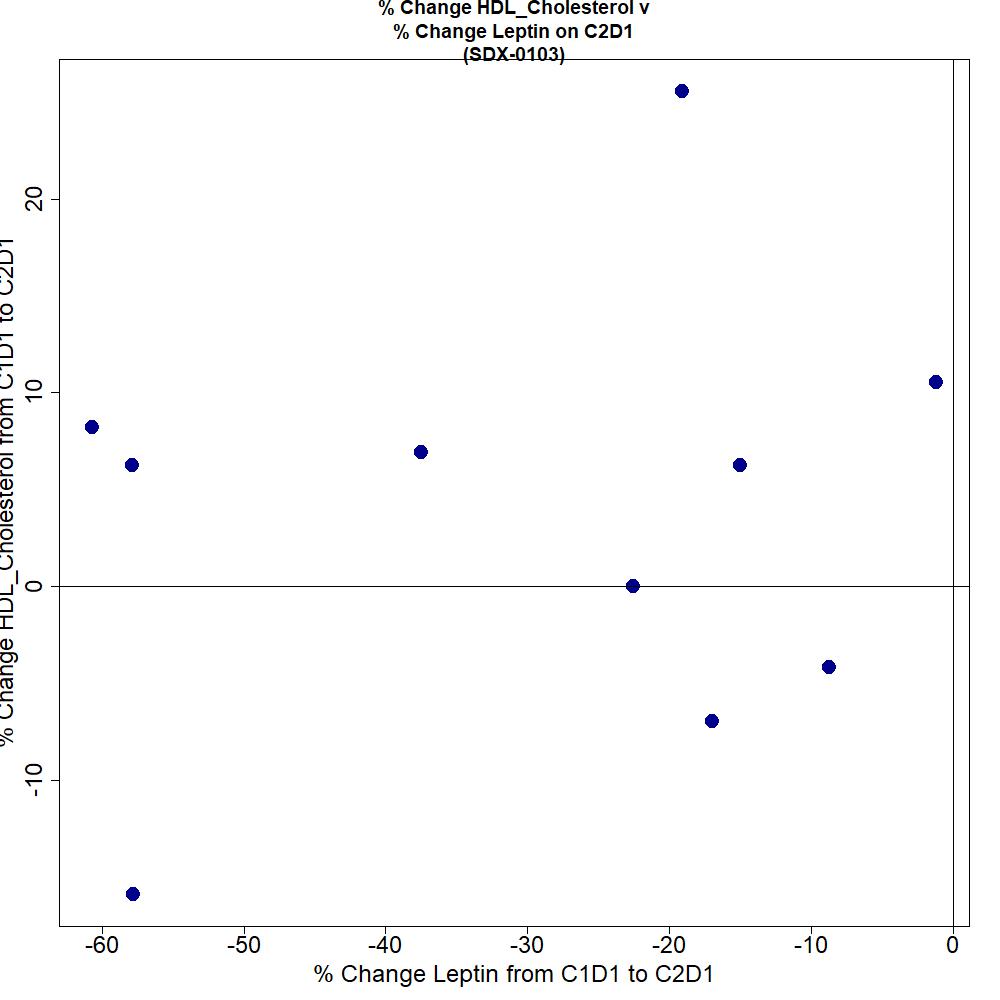 % Change HDL_Cholesterol v
% Change Leptin on C2D1
(SDX-0103)
% Change HDL_Cholesterol from C1D1 to C2D1
20
10
0
-10
-60 -50 -40 -30 -20 -10 0
% Change Leptin from C1D1 to C2D1